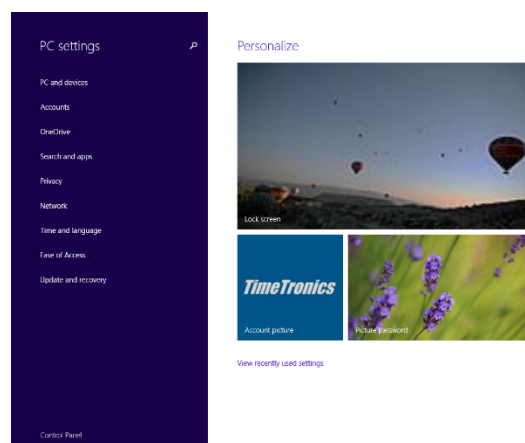 PC settings
PC and devices
Accounts
OneDrive
Search and apps
Privacy
Network
Time and language
Ease of Access
Update and recovery
Control Panel
Personalize
Lock screen
TimeTronics
Account picture
Picture password
View recently used settings